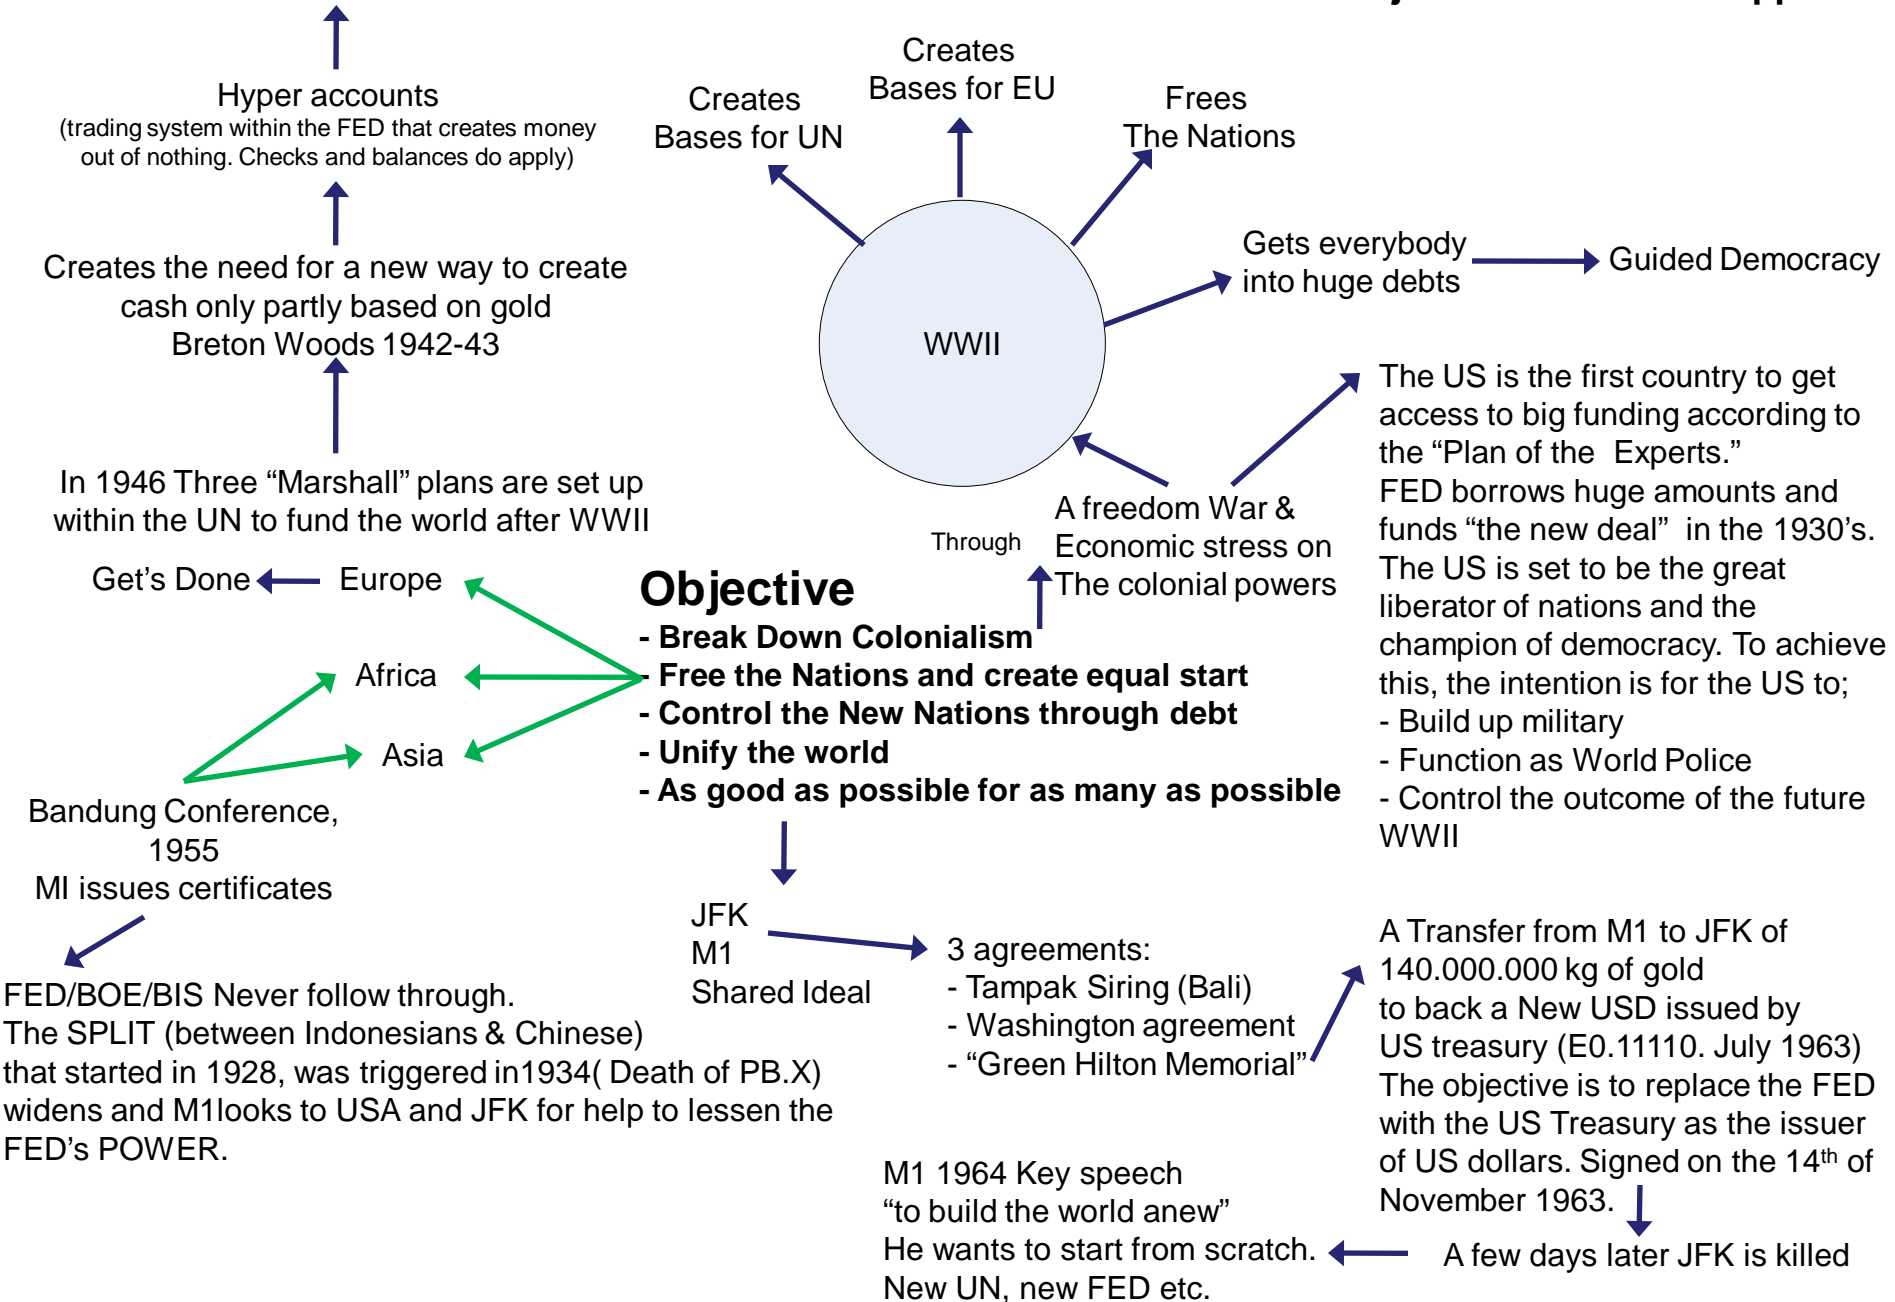 Hyper accounts
(trading system within the FED that creates money
out of nothing. Checks and balances do apply)
Creates the need for a new way to create
cash only partly based on gold
Breton Woods 1942-43
In 1946 Three “Marshall” plans are set up
within the UN to fund the world after WWII
Get's Done
Europe
Africa
Asia
Bandung Conference,
1955
MI issues certificates
FED/BOE/BIS Never follow through.
The SPLIT (between Indonesians & Chinese)
that started in 1928, was triggered in1934( Death of PB.X)
widens and M1looks to USA and JFK for help to lessen the
FED's POWER.
Creates
Bases for UN
Creates
Bases for EU
Frees
The Nations
Gets everybody
into huge debts
Guided Democracy
WWII
A freedom War &
Economic stress on
The colonial powers
Through
Objective
- Break Down Colonialism
- Free the Nations and create equal start
- Control the New Nations through debt
- Unify the world
- As good as possible for as many as possible
The US is the first country to get
access to big funding according to
the “Plan of the Experts.”
FED borrows huge amounts and
funds “the new deal” in the 1930's.
The US is set to be the great
liberator of nations and the
champion of democracy. To achieve
this, the intention is for the US to;
- Build up military
- Function as World Police
- Control the outcome of the future
WWII
JFK
M1
Shared Ideal
3 agreements:
- Tampak Siring (Bali)
- Washington agreement
- “Green Hilton Memorial”
A Transfer from M1 to JFK of
140.000.000 kg of gold
to back a New USD issued by
US treasury (E0.11110. July 1963)
The objective is to replace the FED
with the US Treasury as the issuer
of US dollars. Signed on the 14th of
November 1963.
A few days later JFK is killed
M1 1964 Key speech
“to build the world anew”
He wants to start from scratch.
New UN, new FED etc.